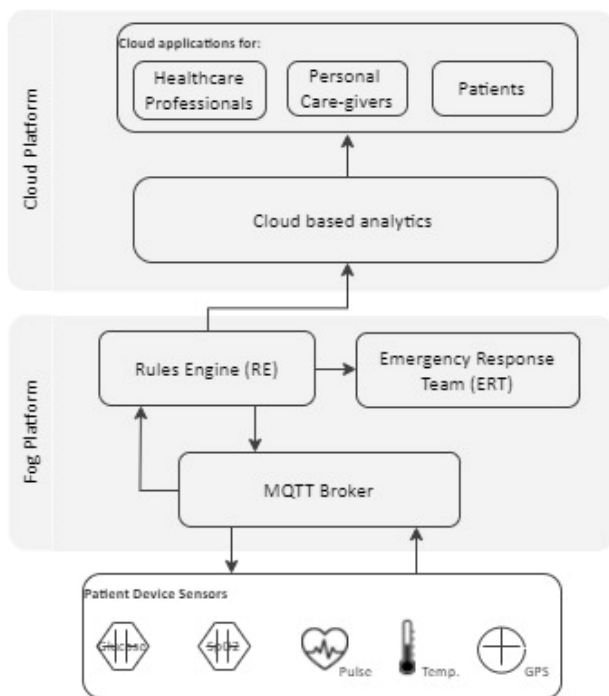 Cloud Platform
Cloud applications for:
Healthcare
Professionals
Personal
Care-givers
Patients
Cloud based analytics
Fog Platform
Rules Engine (RE)
Emergency Response
Team (ERT)
MQTT Broker
Patient Device Sensors
Glucose
SpO2
Pulse
Temp.
GPS